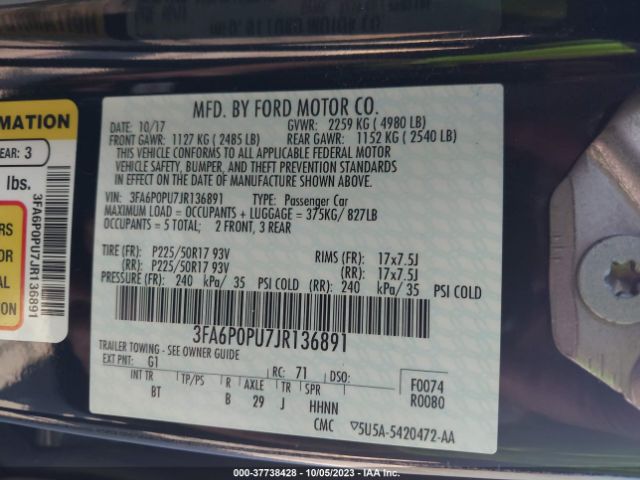 MFD. BY FORD MOTOR CO.
DATE: 10/17 GVWR: 2259 KG ( 4980 LB)
FRONT GAWR: 1127 KG ( 2485 LB) REAR GAWR: 1152 KG ( 2540 LB)
THIS VEHICLE CONFORMS TO ALL APPLICABLE FEDERAL MOTOR
VEHICLE SAFETY, BUMPER, AND THEFT PREVENTION STANDARDS
IN EFFECT ON THE DATE OF MANUFACTURE SHOWN ABOVE.
VIN: 3FA6P0PU7JR136891 TYPE: Passenger Car
MAXIMUM LOAD = OCCUPANTS + LUGGAGE = 375KG/ 827LB
OCCUPANTS = 5 TOTAL; 2 FRONT, 3 REAR
TIRE (FR): P225/50R17 93V RIMS (FR): 17x7.5J
(RR): P225/50R17 93V (RR): 17x7.5J
PRESSURE (FR): 240 kPa/ 35 PSI COLD (RR): 240 kPa/ 35 PSI COLD
3FA6P0PU7JR136891
TRAILER TOWING - SEE OWNER GUIDE
EXT PNT: G1 RC: 71 DSO: F0074
INT TR TP/PS R AXLE TR SPR R0080
BT B 29 J HHNN
CMC 5U5A-5420472-AA
MATION
EAR: 3
lbs.
3FA6P0PU7JR136891
RS
R
000-37738428 - 10/05/2023 - IAA Inc.